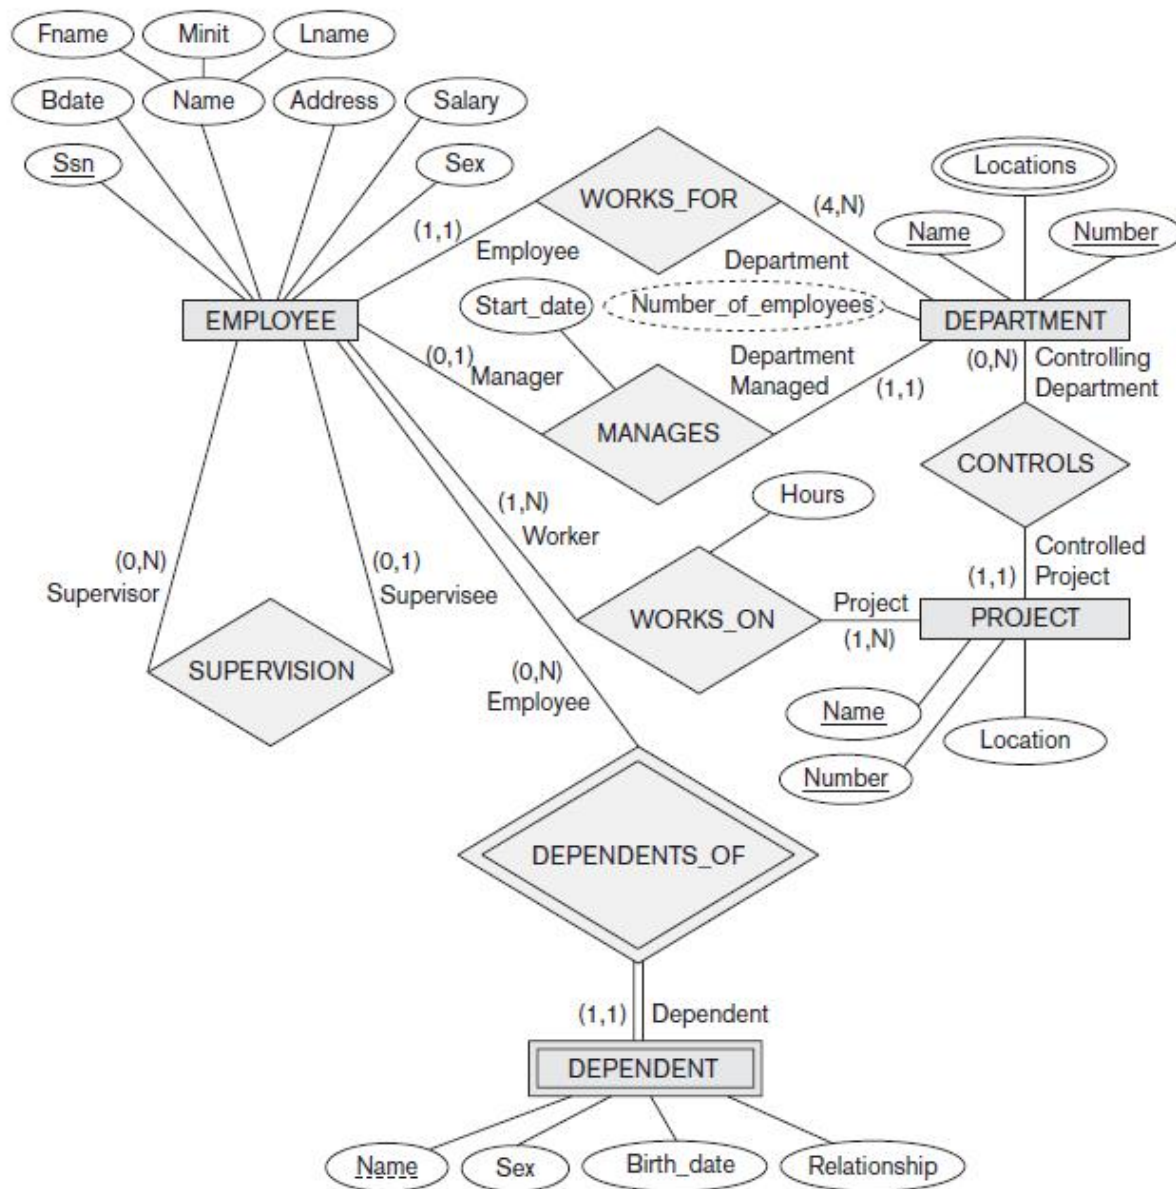 Fname
Minit
Lname
Bdate
Name
Address
Salary
Ssn
Sex
WORKS_FOR
Locations
(1,1)
(4,N)
Name
Number
Employee
Department
Start_date
Number_of_employees
EMPLOYEE
DEPARTMENT
(0,1)
Manager
Department
Managed
(1,1)
(0,N)
Controlling
Department
MANAGES
CONTROLS
Hours
(1,N)
Worker
(0,N)
Supervisor
(0,1)
Supervisee
Controlled
Project
(1,1)
WORKS_ON
Project
(1,N)
PROJECT
SUPERVISION
(0,N)
Employee
Name
Location
Number
DEPENDENTS_OF
(1,1)
Dependent
DEPENDENT
Name
Sex
Birth_date
Relationship